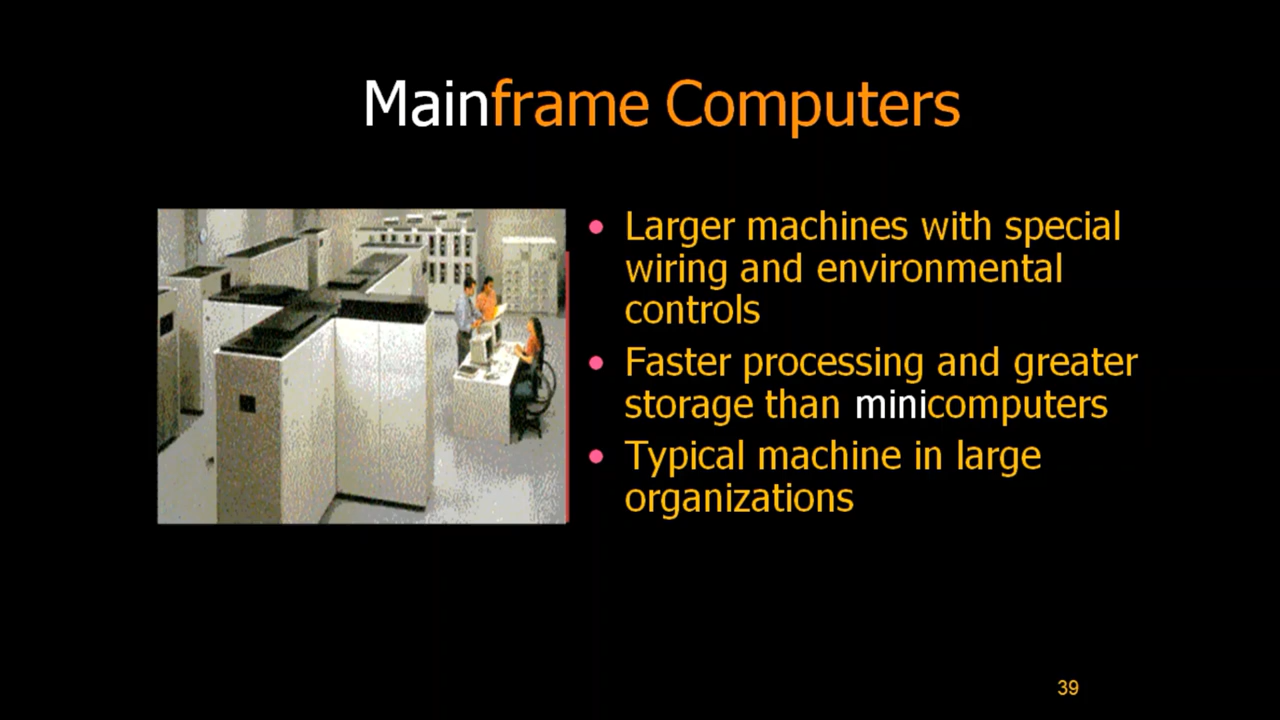 Mainframe Computers
• Larger machines with special
wiring and environmental
controls
• Faster processing and greater
storage than minicomputers
• Typical machine in large
organizations
39